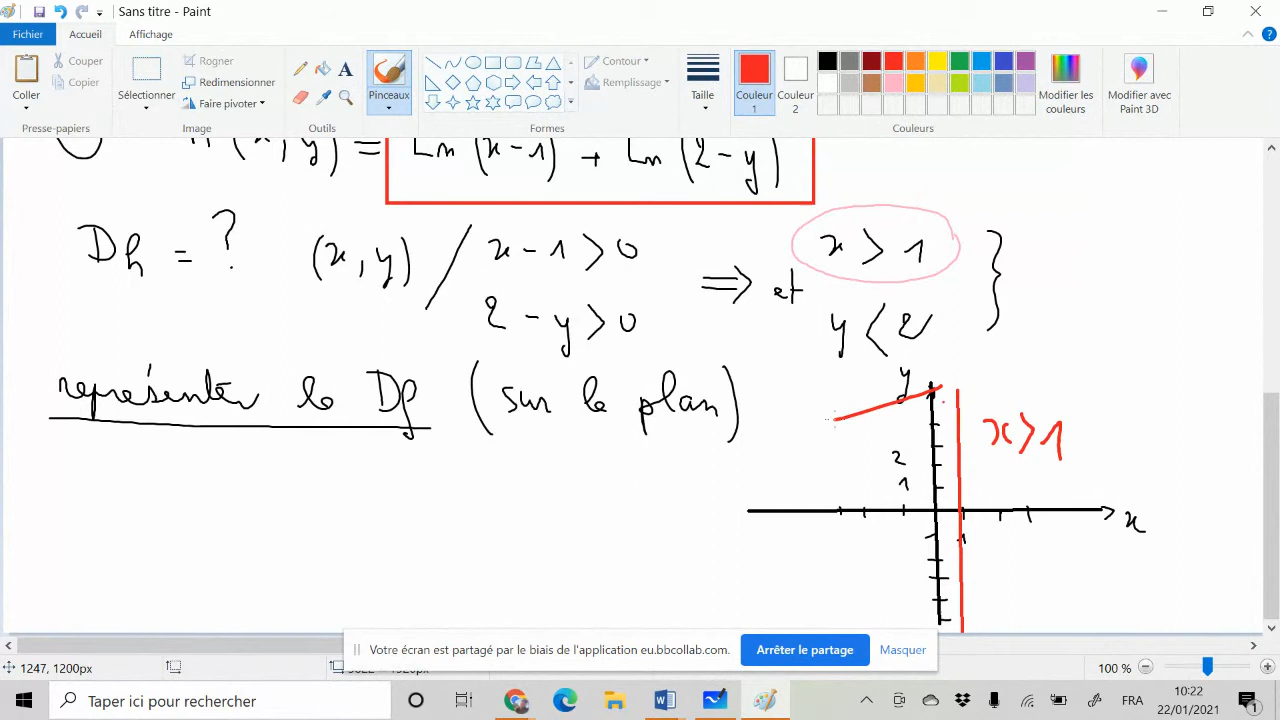 Sans titre - Paint
Fichier Accueil Affichage
Coller
Couper
Copier
Presse-papiers
Sélectionner
Rogner
Redimensionner
Faire pivoter
Image
Outils
Pinceaux
Contour
Remplissage
Formes
Taille
Couleur 1
Couleur 2
Couleurs
Modifier les couleurs
Modifier avec Paint 3D
h(x,y) = Ln (x-1) + Ln (2-y)
Dh = ? (x,y) / x - 1 > 0 ⟹ et x > 1 }
2 - y > 0 y < 2
représenter le Df (sur le plan)
y
x>1
2
1
x
1
Votre écran est partagé par le biais de l'application eu.bbcollab.com. Arrêter le partage Masquer
1247, 1200px
100 %
Taper ici pour rechercher
FRA
10:22
22/01/2021
1